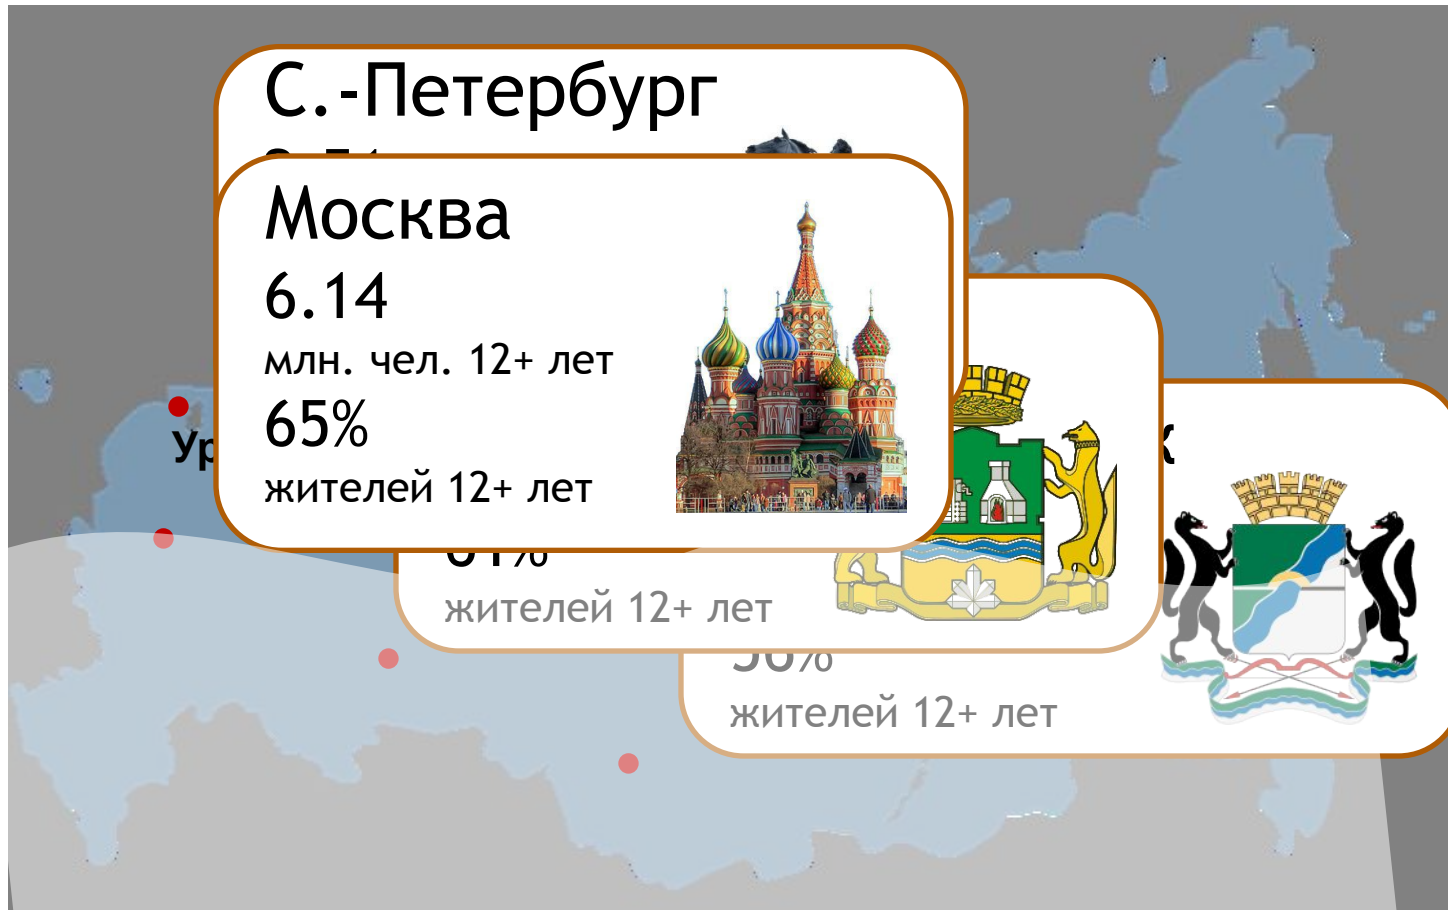 С.-Петербург
Москва
6.14
млн. чел. 12+ лет
65%
жителей 12+ лет
жителей 12+ лет
жителей 12+ лет